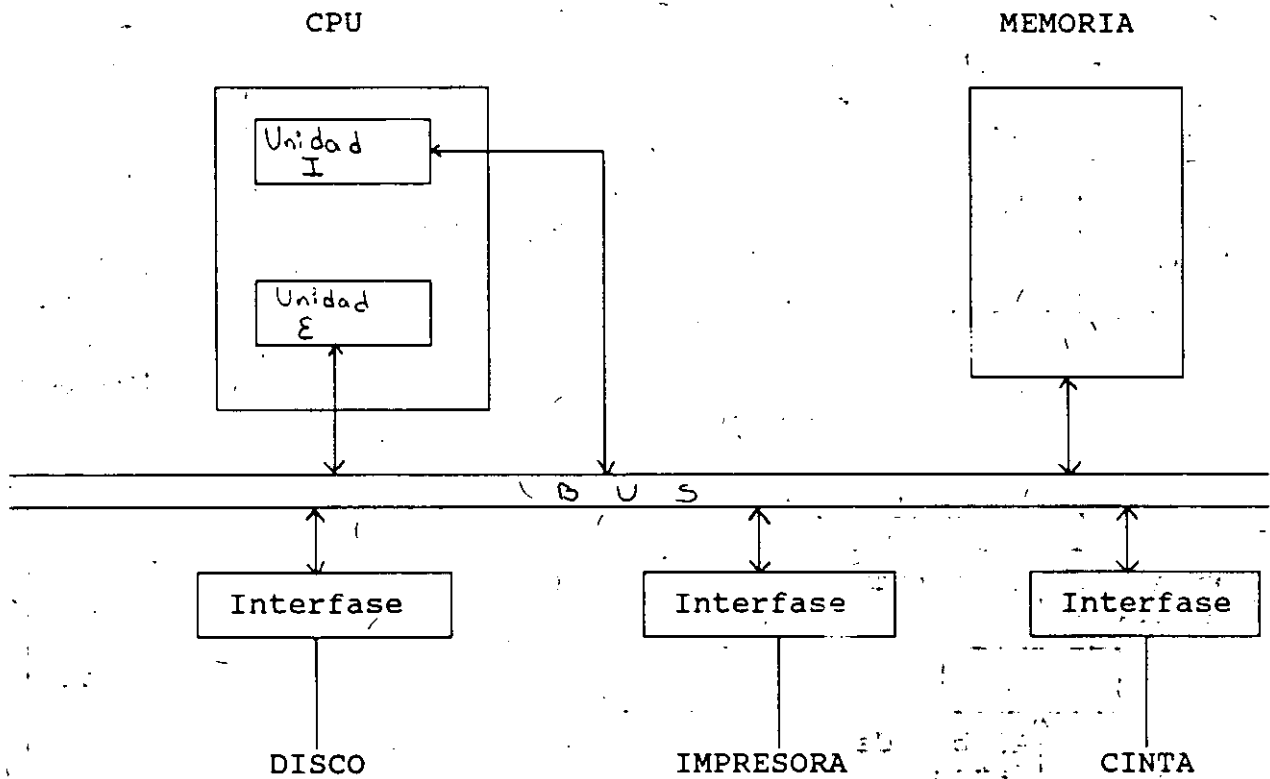 CPU MEMORIA
Unidad
I
Unidad
E
B U S
Interfase Interfase Interfase
DISCO IMPRESORA CINTA